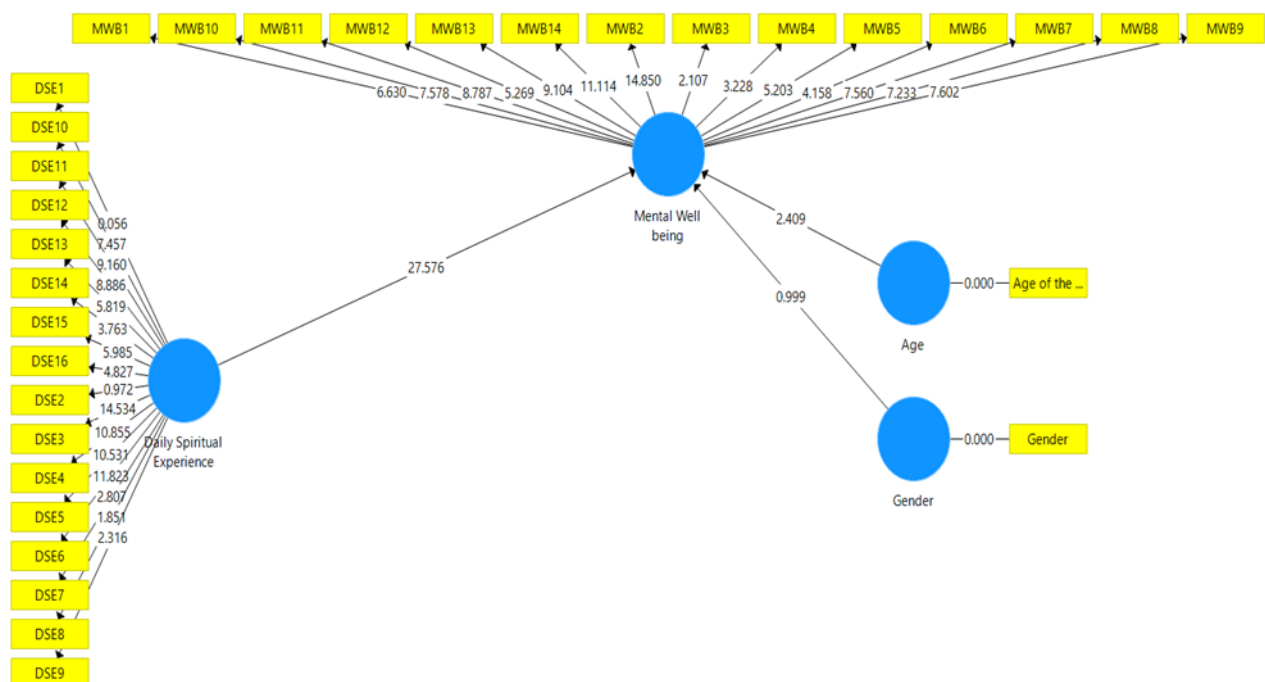 MWB1 MWB10 MWB11 MWB12 MWB13 MWB14 MWB2 MWB3 MWB4 MWB5 MWB6 MWB7 MWB8 MWB9
6.630 7.578 8.787 5.269 9.104 11.114 14.850 2.107 3.228 5.203 4.158 7.560 7.233 7.602
DSE1
DSE10
DSE11
DSE12
DSE13
DSE14
DSE15
DSE16
DSE2
DSE3
DSE4
DSE5
DSE6
DSE7
DSE8
DSE9
0.056
7.457
9.160
8.886
5.819
3.763
5.985
4.827
0.972
14.534
10.855
10.531
11.823
2.807
1.851
2.316
Daily Spiritual
Experience
27.576
Mental Well
being
2.409
0.999
Age
0.000
Age of the ...
Gender
0.000
Gender